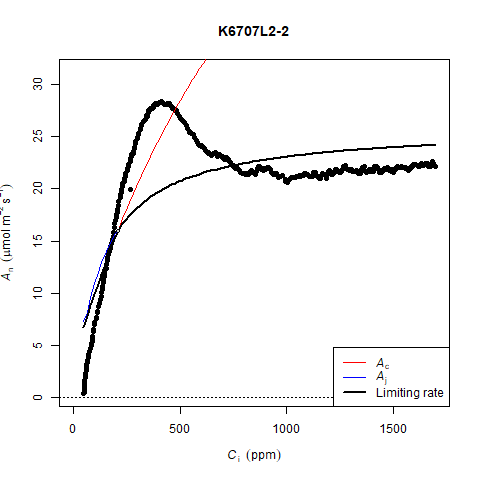 K6707L2-2
30
25
20
15
10
5
0
Aₙ (μmol m⁻² s⁻¹)
0 500 1000 1500
Cᵢ (ppm)
A꜀
Aⱼ
Limiting rate